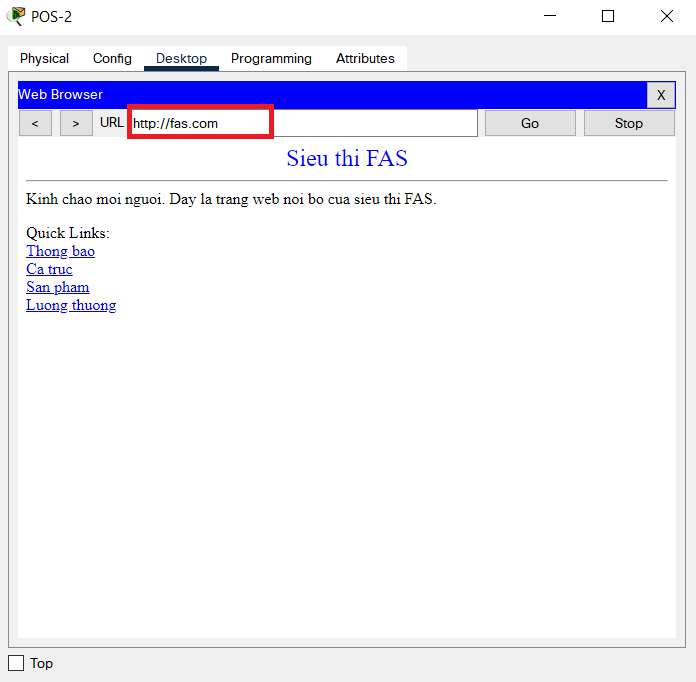 POS-2
Physical Config Desktop Programming Attributes
Web Browser X
< > URL http://fas.com Go Stop
Sieu thi FAS
Kinh chao moi nguoi. Day la trang web noi bo cua sieu thi FAS.
Quick Links:
Thong bao
Ca truc
San pham
Luong thuong
Top